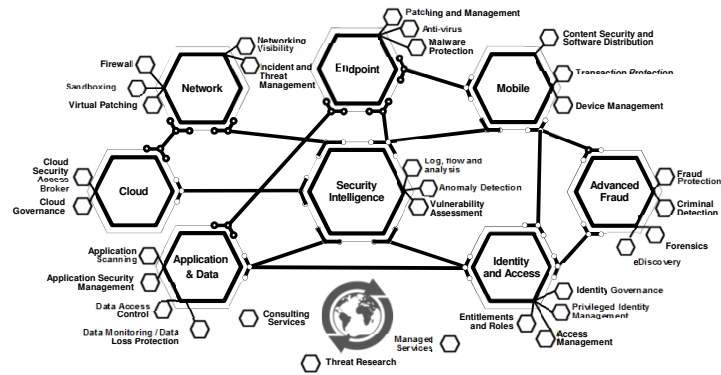 Patching and Management
Anti-virus
Malware
Protection
Endpoint
Networking
Visibility
Incident and
Threat
Management
Firewall
Sandboxing
Virtual Patching
Network
Content Security and
Software Distribution
Transaction Protection
Device Management
Mobile
Cloud
Security
Access
Broker
Cloud
Governance
Cloud
Security
Intelligence
Log, flow and
analysis
Anomaly Detection
Vulnerability
Assessment
Advanced
Fraud
Fraud
Protection
Criminal
Detection
Forensics
eDiscovery
Application
Scanning
Application Security
Management
Data Access
Control
Data Monitoring / Data
Loss Protection
Application
& Data
Identity
and Access
Identity Governance
Privileged Identity
Management
Access
Management
Entitlements
and Roles
Consulting
Services
Managed
Services
Threat Research